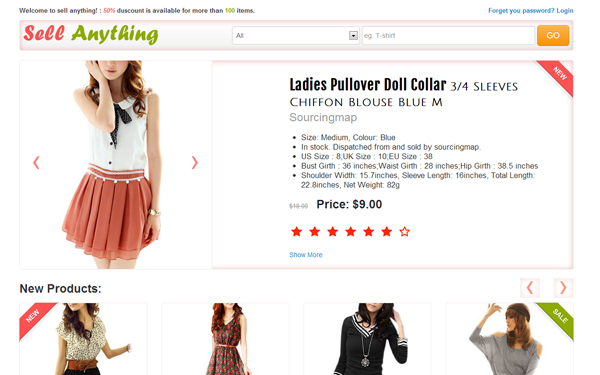 Welcome to sell anything! : 50% duscount is available for more than 100 items.
Forget you password? Login
Sell Anything
All
eg. T-shirt
GO
NEW
Ladies Pullover Doll Collar 3/4 Sleeves
Chiffon Blouse Blue M
Sourcingmap
Size: Medium, Colour: Blue
In stock. Dispatched from and sold by sourcingmap.
US Size : 8;UK Size : 10;EU Size : 38
Bust Girth : 36 inches;Waist Girth : 28 inches;Hip Girth : 38.5 inches
Shoulder Width: 15.7inches, Sleeve Length: 16inches, Total Length:
22.8inches, Net Weight: 82g
$18.00 Price: $9.00
Show More
New Products:
NEW
SALE